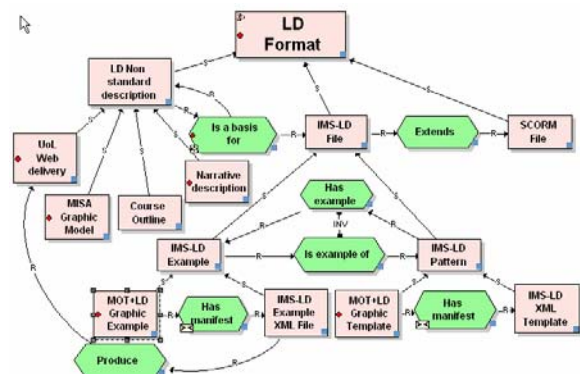 LD
Format
LD Non
standard
description
S
S
S
R
R
Is a basis
for
R
IMS-LD
File
R
Extends
R
SCORM
File
UoL
Web
delivery
S
S
S
S
MISA
Graphic
Model
Course
Outline
Narrative
description
S
S
Has
example
R
R
INV
IMS-LD
Example
R
Is example of
R
IMS-LD
Pattern
R
S
S
S
S
MOT+LD
Graphic
Example
R
Has
manifest
R
IMS-LD
Example
XML File
MOT+LD
Graphic
Template
R
Has
manifest
R
IMS-LD
XML
Template
Produce
R